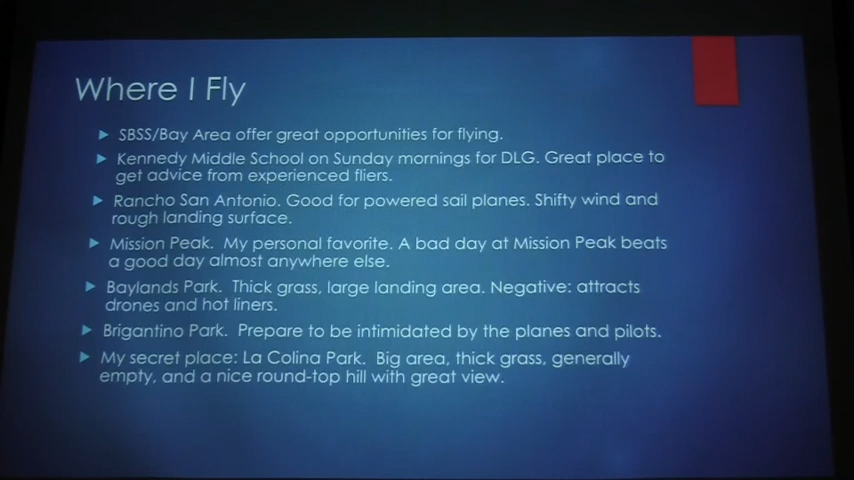 Where I Fly
SBSS/Bay Area offer great opportunities for flying.
Kennedy Middle School on Sunday mornings for DLG. Great place to
get advice from experienced fliers.
Rancho San Antonio. Good for powered sail planes. Shifty wind and
rough landing surface.
Mission Peak. My personal favorite. A bad day at Mission Peak beats
a good day almost anywhere else.
Baylands Park. Thick grass, large landing area. Negative: attracts
drones and hot liners.
Brigantino Park. Prepare to be intimidated by the planes and pilots.
My secret place: La Colina Park. Big area, thick grass, generally
empty, and a nice round-top hill with great view.